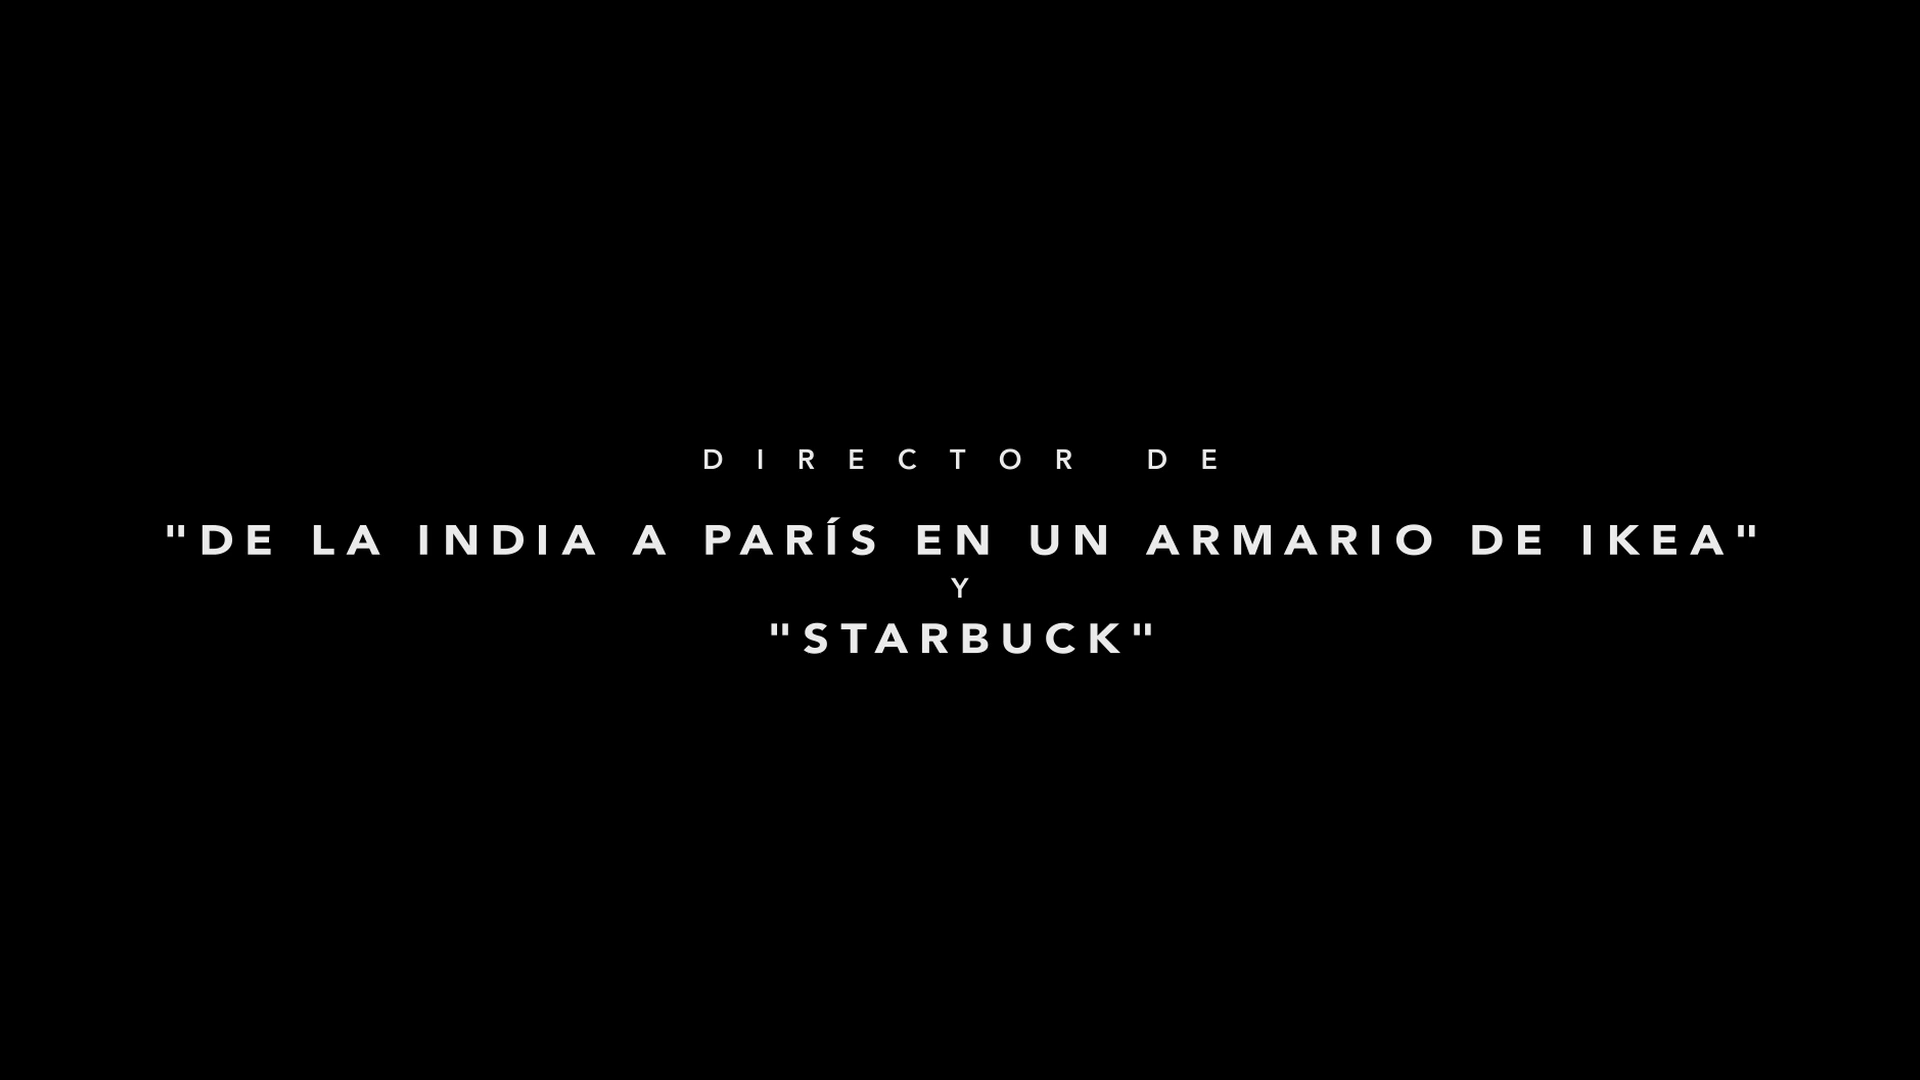 DIRECTOR DE
"DE LA INDIA A PARÍS EN UN ARMARIO DE IKEA"
Y
"STARBUCK"